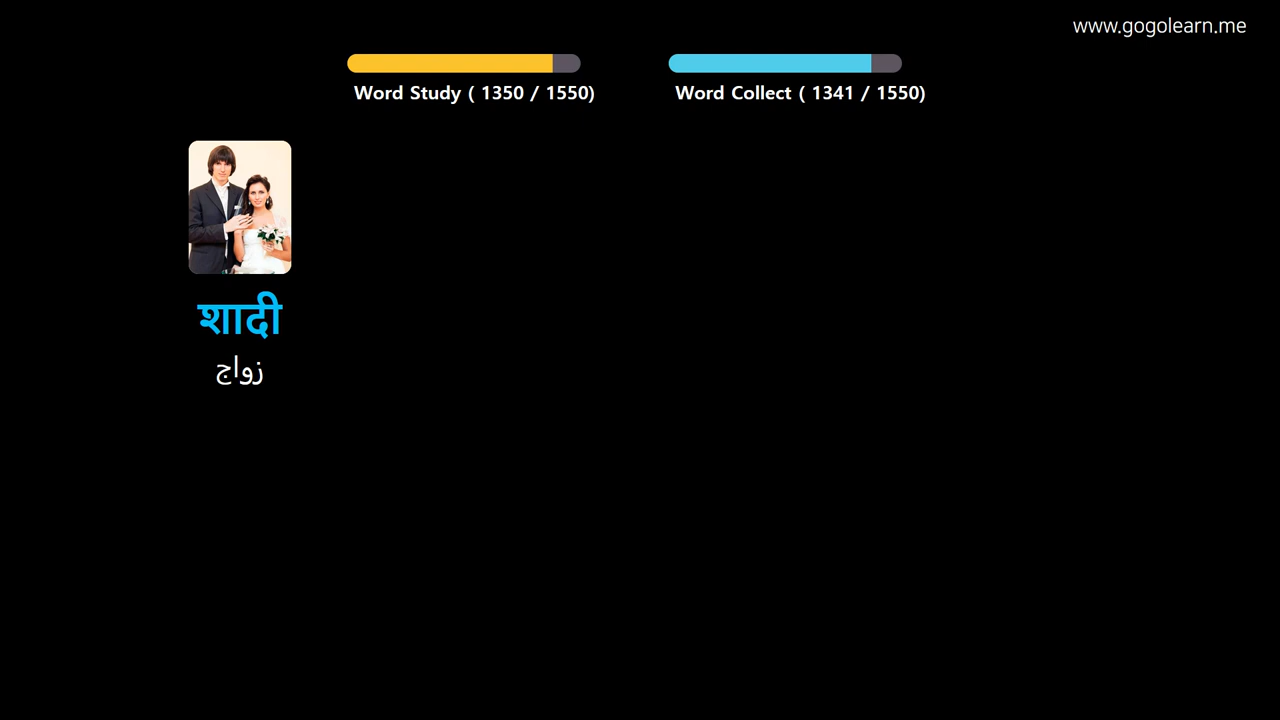 www.gogolearn.me
Word Study ( 1350 / 1550)
Word Collect ( 1341 / 1550)
शादी
زواج